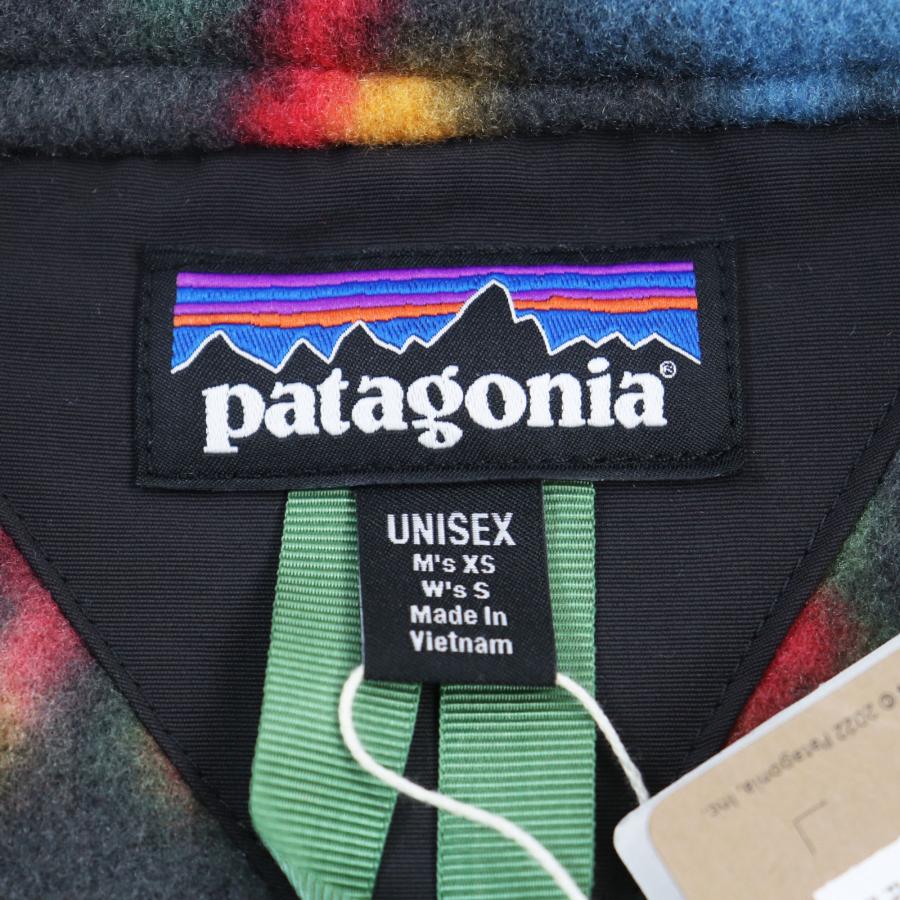 patagonia®
UNISEX
M's XS
W's S
Made In
Vietnam
© 2022 Patagonia, Inc.